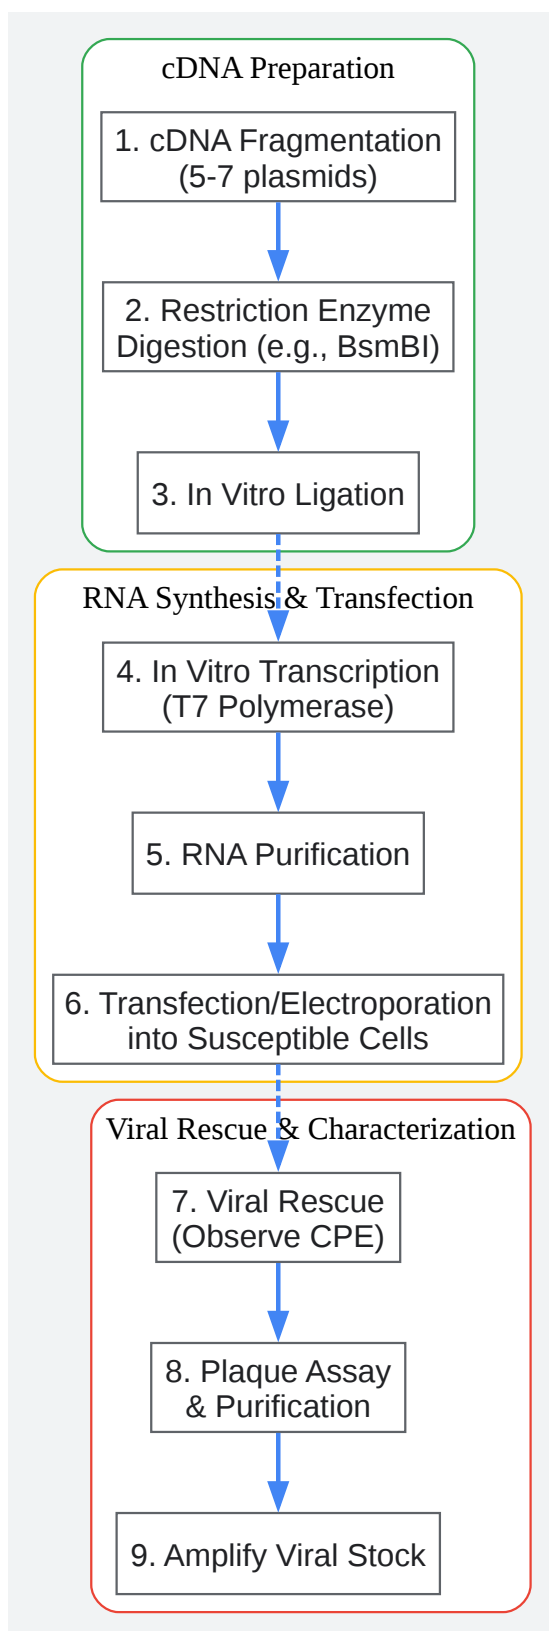 cDNA Preparation
1. cDNA Fragmentation
(5-7 plasmids)
2. Restriction Enzyme
Digestion (e.g., BsmBI)
3. In Vitro Ligation
RNA Synthesis & Transfection
4. In Vitro Transcription
(T7 Polymerase)
5. RNA Purification
6. Transfection/Electroporation
into Susceptible Cells
Viral Rescue & Characterization
7. Viral Rescue
(Observe CPE)
8. Plaque Assay
& Purification
9. Amplify Viral Stock